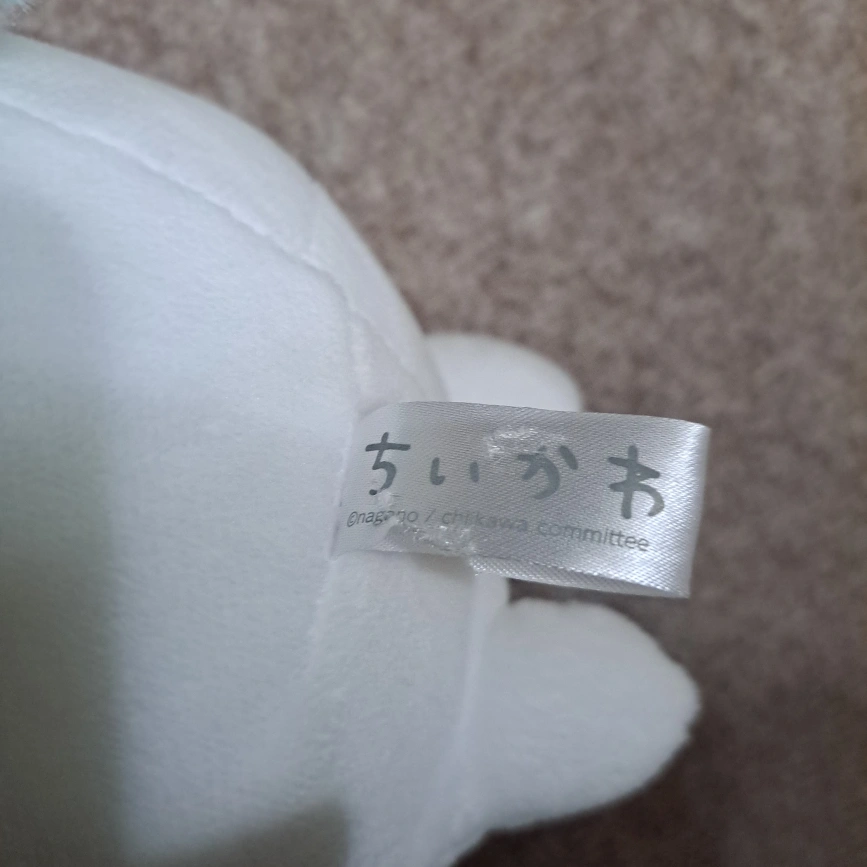 ちいかわ
©nagano / chiikawa committee